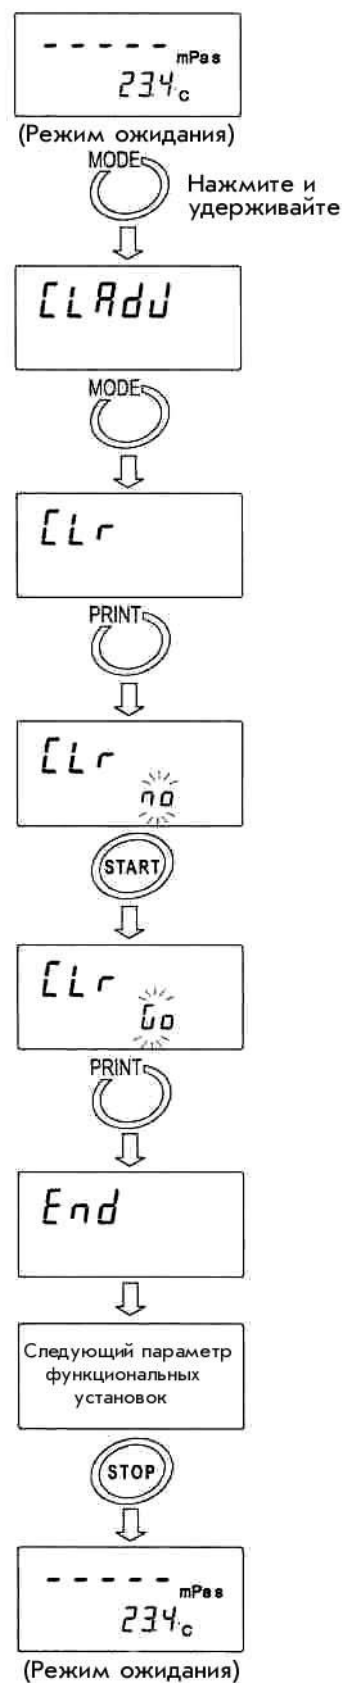 ----- mPas
23.4 c
(Режим ожидания)
MODE
Нажмите и
удерживайте
CLAdJ
MODE
CLr
PRINT
CLr
no
START
CLr
Go
PRINT
End
Следующий параметр
функциональных
установок
STOP
----- mPas
23.4 c
(Режим ожидания)